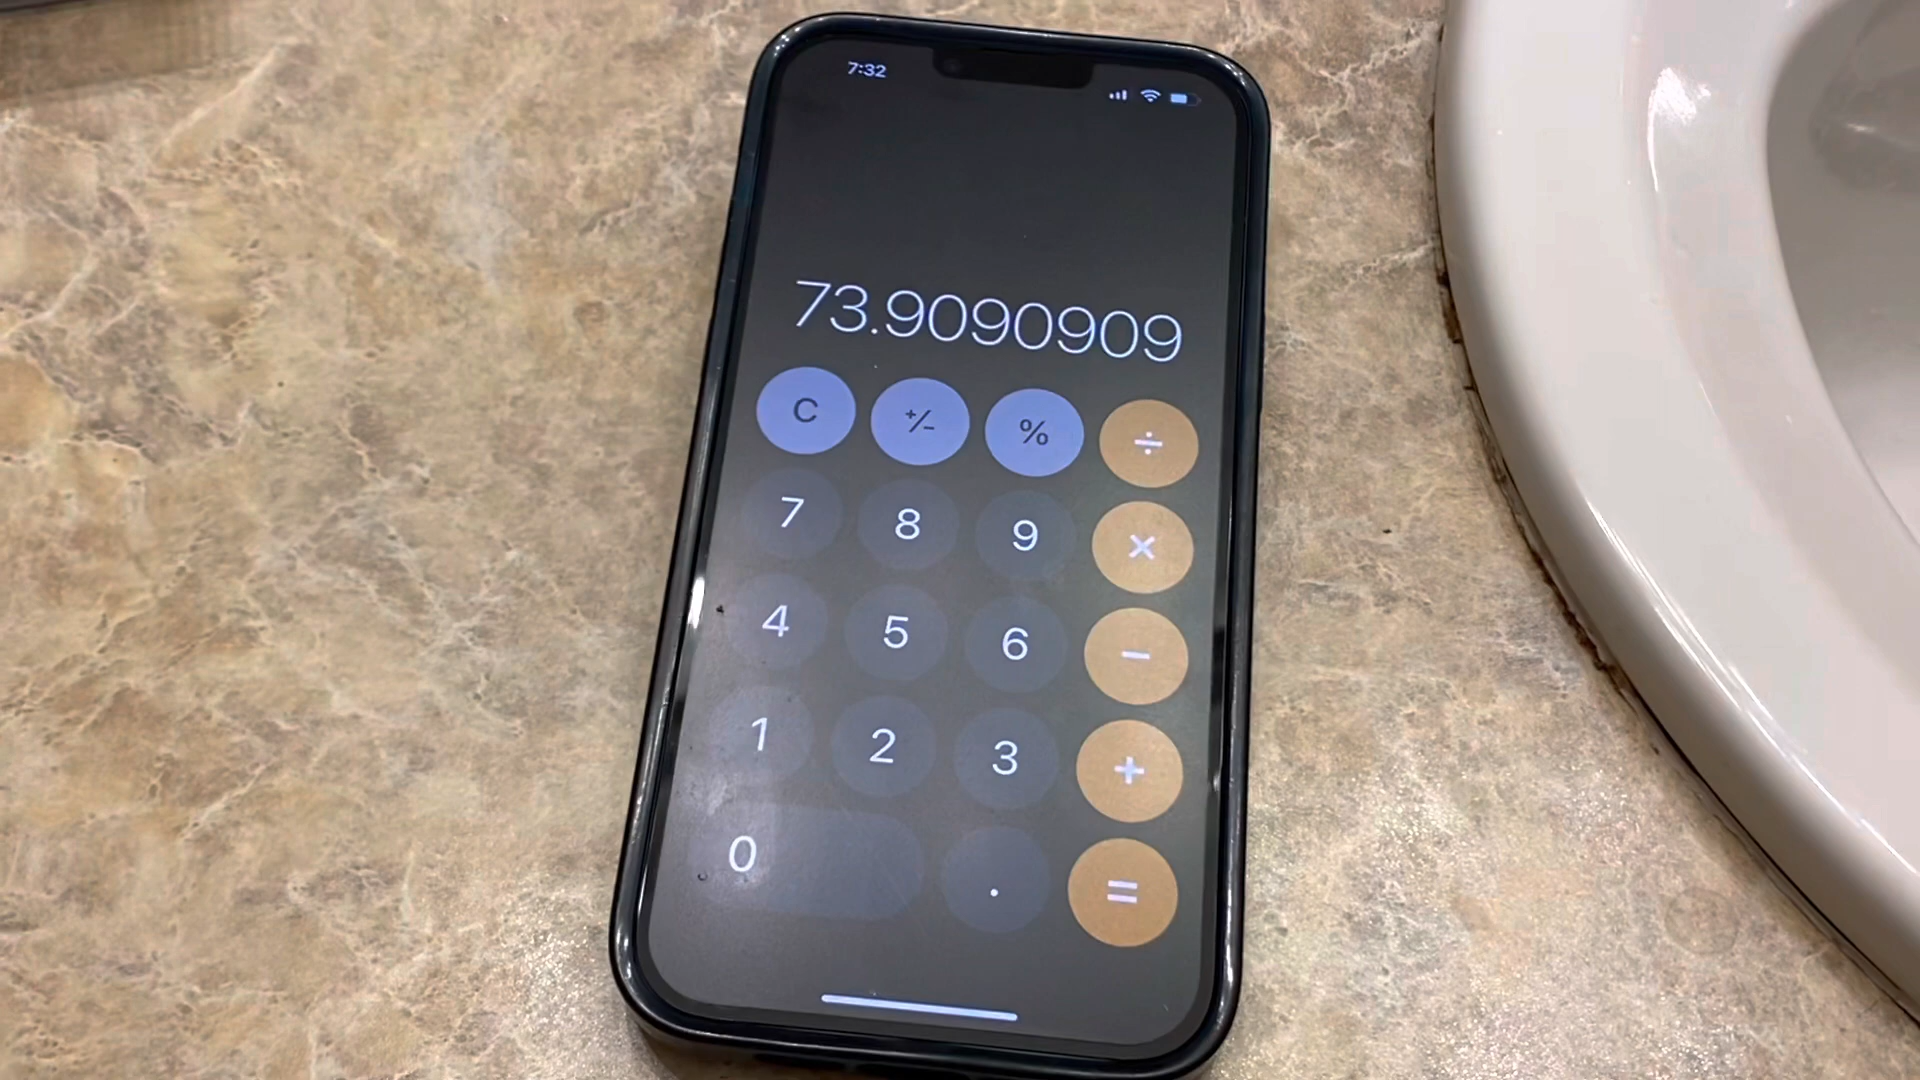 7:32
73.9090909
C +/- % ÷
7 8 9 ×
4 5 6 −
1 2 3 +
0 . =